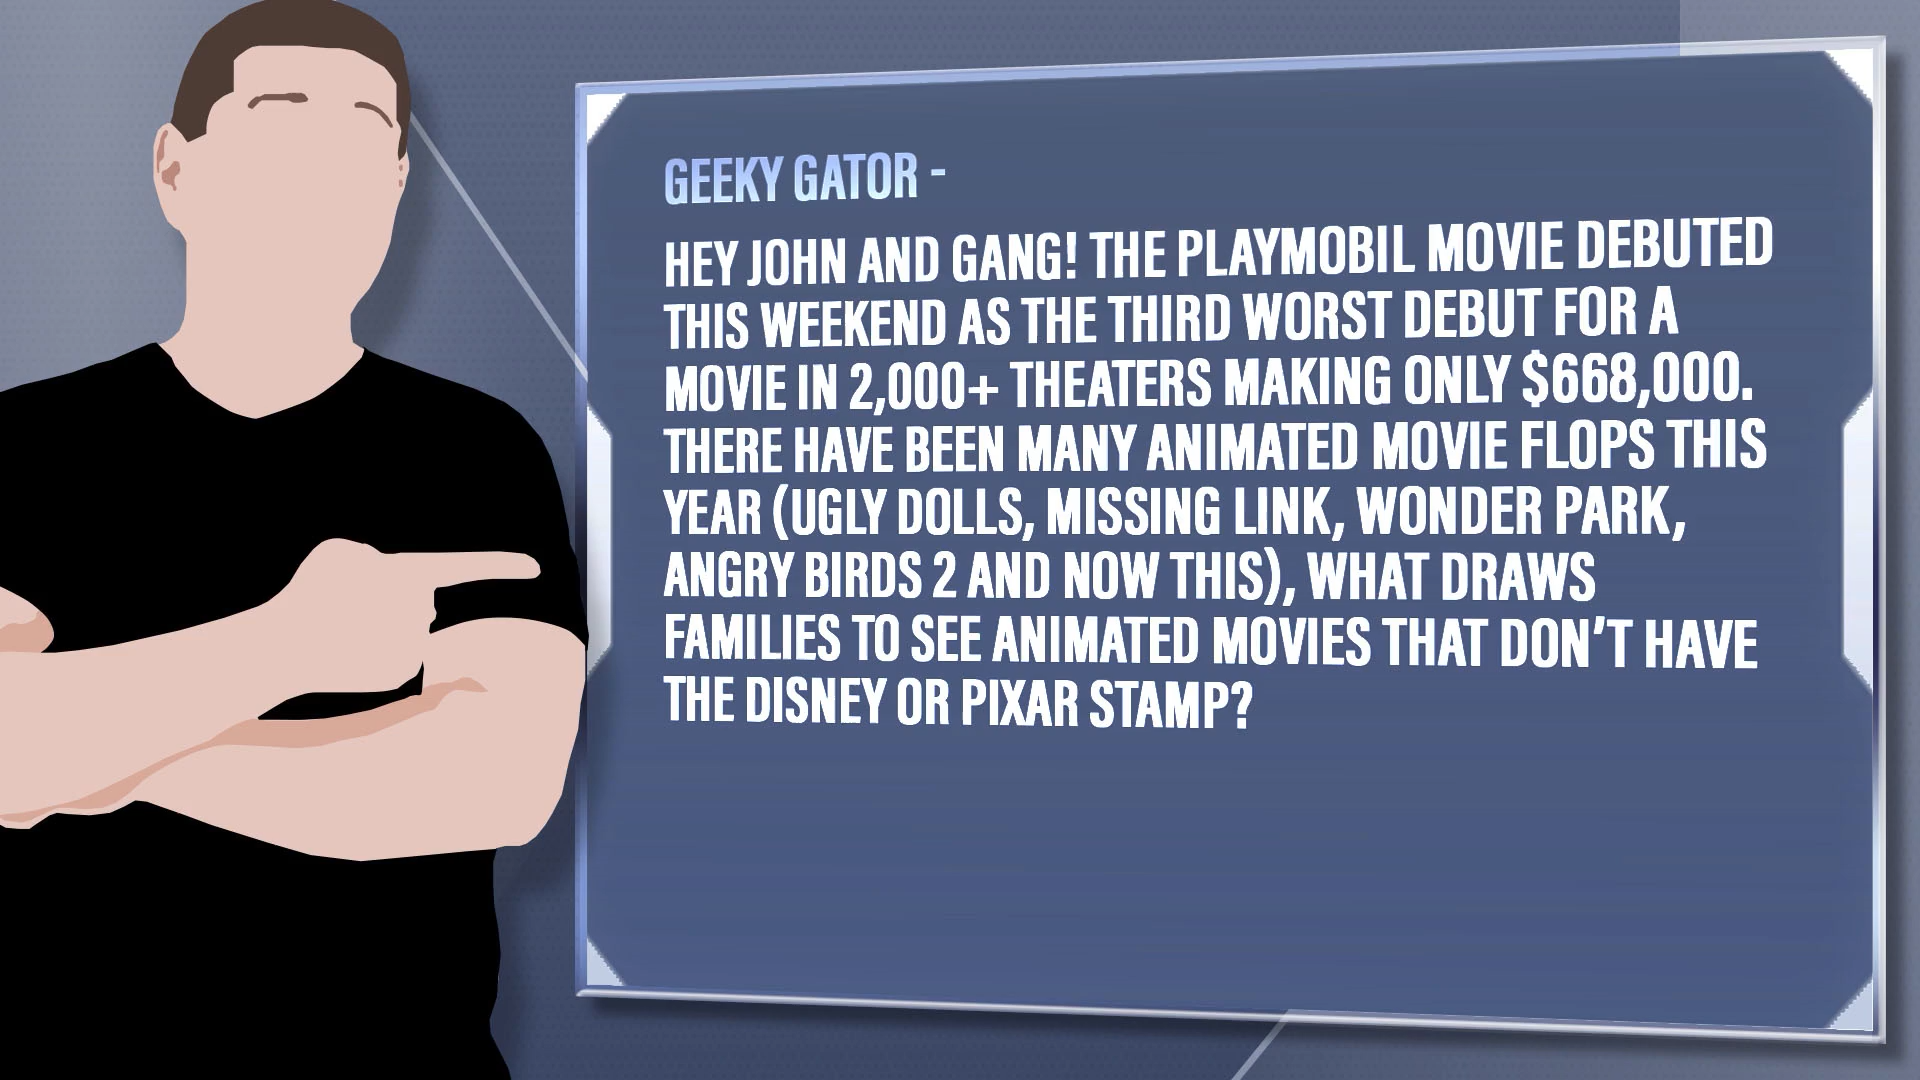 GEEKY GATOR -
HEY JOHN AND GANG! THE PLAYMOBIL MOVIE DEBUTED
THIS WEEKEND AS THE THIRD WORST DEBUT FOR A
MOVIE IN 2,000+ THEATERS MAKING ONLY $668,000.
THERE HAVE BEEN MANY ANIMATED MOVIE FLOPS THIS
YEAR (UGLY DOLLS, MISSING LINK, WONDER PARK,
ANGRY BIRDS 2 AND NOW THIS), WHAT DRAWS
FAMILIES TO SEE ANIMATED MOVIES THAT DON'T HAVE
THE DISNEY OR PIXAR STAMP?